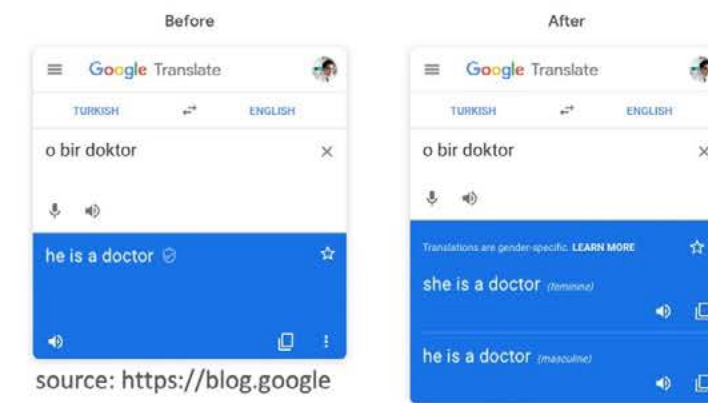 Before
Google Translate
TURKISH
ENGLISH
o bir doktor
he is a doctor
source: https://blog.google
After
Google Translate
TURKISH
ENGLISH
o bir doktor
Translations are gender-specific. LEARN MORE
she is a doctor (feminine)
he is a doctor (masculine)